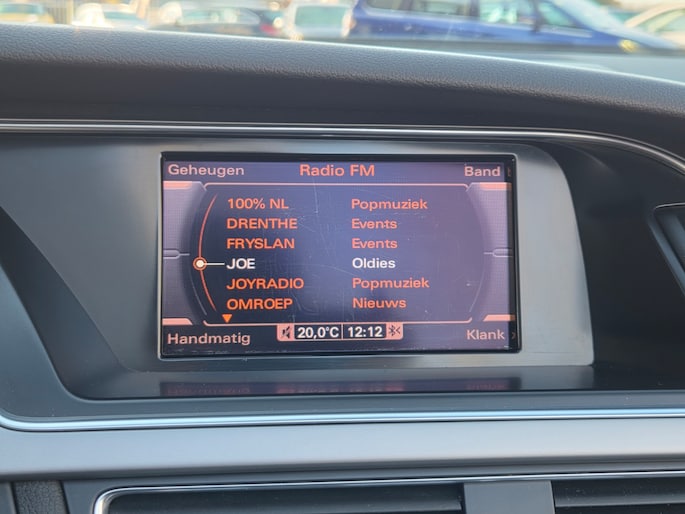 Geheugen Radio FM Band
100% NL Popmuziek
DRENTHE Events
FRYSLAN Events
JOE Oldies
JOYRADIO Popmuziek
OMROEP Nieuws
20,0°C 12:12
Handmatig Klank